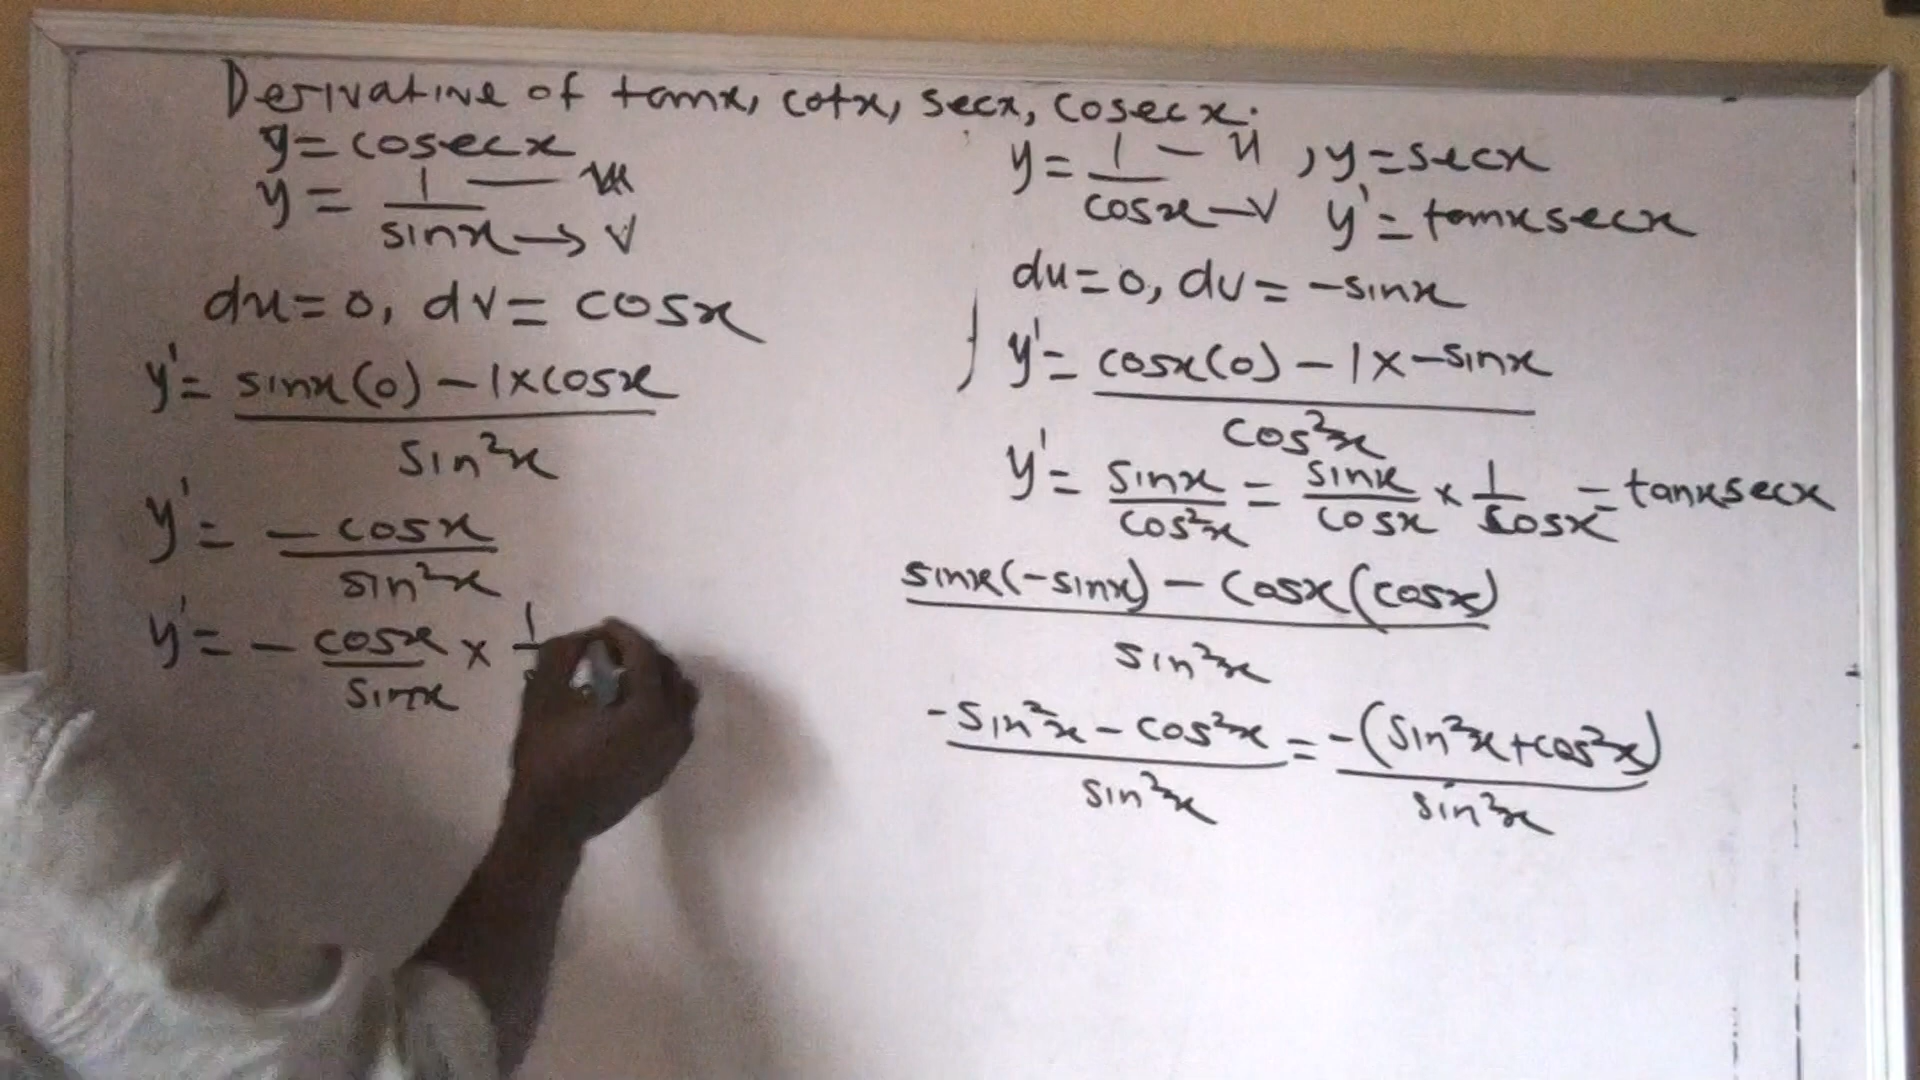 Derivative of tanx, cotx, secx, cosec x.
y = cosecx
y = 1/sinx → v
du = 0, dv = cosx
y' = sinx(0) - 1 x cosx / sin²x
y' = - cosx / sin²x
y' = - cosx/sinx x 1
y = 1 - u / cosx - v , y = secx
y' = tanxsecx
du = 0, dv = -sinx
y' = cosx(0) - 1 x -sinx / cos²x
y' = sinx/cos²x = sinx/cosx x 1/cosx = tanxsecx
sinx(-sinx) - cosx(cosx) / sin²x
-sin²x - cos²x / sin²x = -(sin²x + cos²x) / sin²x